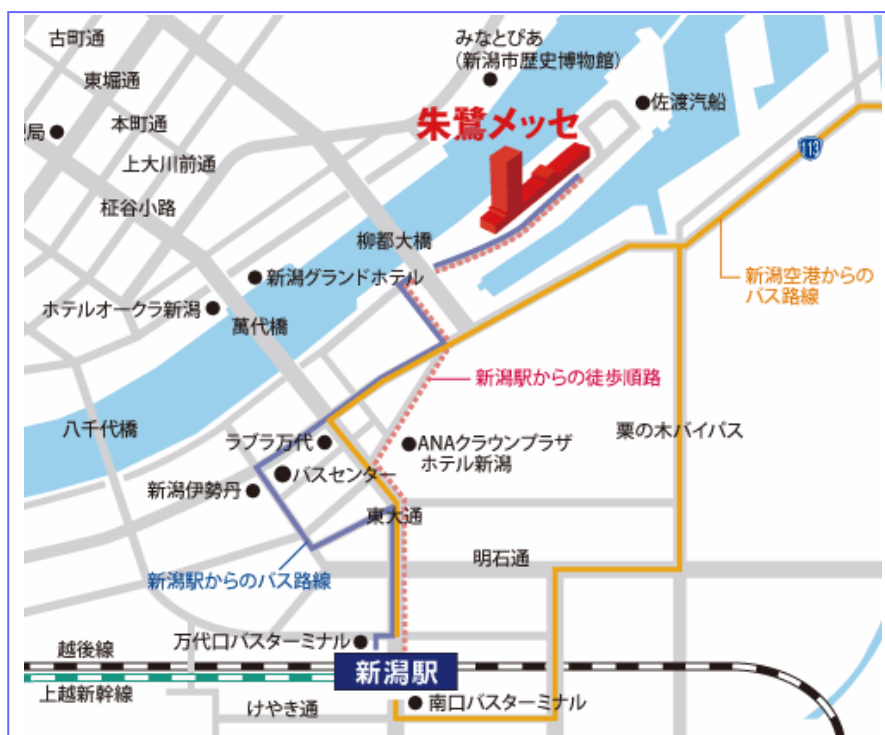 古町通
みなとぴあ
（新潟市歴史博物館）
東堀通
佐渡汽船
本町通
朱鷺メッセ
局
113
上大川前通
柾谷小路
柳都大橋
新潟グランドホテル
新潟空港からの
バス路線
ホテルオークラ新潟
萬代橋
新潟駅からの徒歩順路
八千代橋
ラブラ万代
ANAクラウンプラザ
ホテル新潟
栗の木バイパス
バスセンター
新潟伊勢丹
東大通
明石通
新潟駅からのバス路線
万代口バスターミナル
越後線
新潟駅
上越新幹線
けやき通
南口バスターミナル